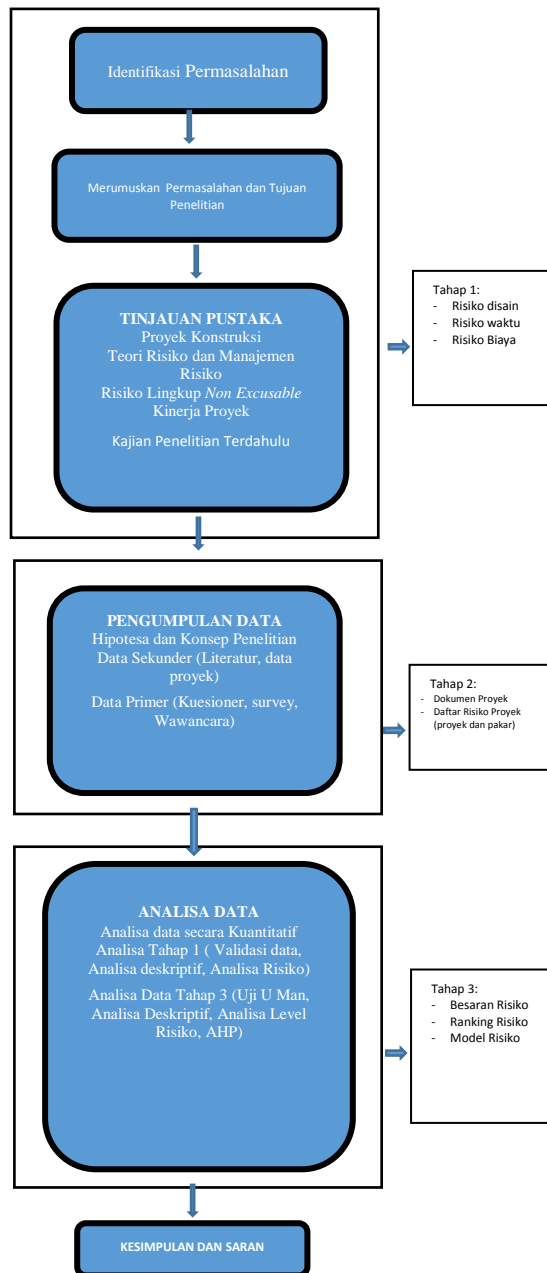 Identifikasi Permasalahan
Merumuskan Permasalahan dan Tujuan
Penelitian
TINJAUAN PUSTAKA
Proyek Konstruksi
Teori Risiko dan Manajemen
Risiko
Risiko Lingkup Non Excusable
Kinerja Proyek
Kajian Penelitian Terdahulu
Tahap 1:
- Risiko disain
- Risiko waktu
- Risiko Biaya
PENGUMPULAN DATA
Hipotesa dan Konsep Penelitian
Data Sekunder (Literatur, data
proyek)
Data Primer (Kuesioner, survey,
Wawancara)
Tahap 2:
- Dokumen Proyek
- Daftar Risiko Proyek
(proyek dan pakar)
ANALISA DATA
Analisa data secara Kuantitatif
Analisa Tahap 1 ( Validasi data,
Analisa deskriptif, Analisa Risiko)
Analisa Data Tahap 3 (Uji U Man,
Analisa Deskriptif, Analisa Level
Risiko, AHP)
Tahap 3:
- Besaran Risiko
- Ranking Risiko
- Model Risiko
KESIMPULAN DAN SARAN